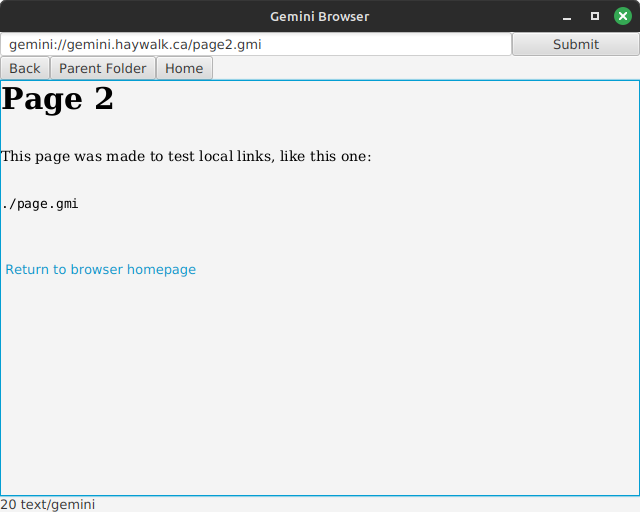 Gemini Browser
gemini://gemini.haywalk.ca/page2.gmi
Submit
Back
Parent Folder
Home
Page 2
This page was made to test local links, like this one:
./page.gmi
Return to browser homepage
20 text/gemini